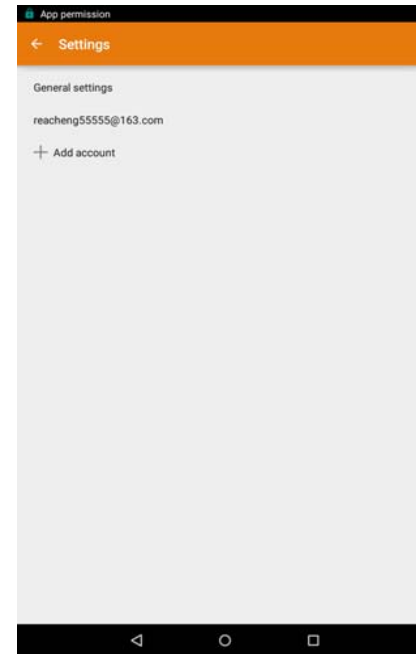 App permission
Settings
General settings
reacheng55555@163.com
Add account